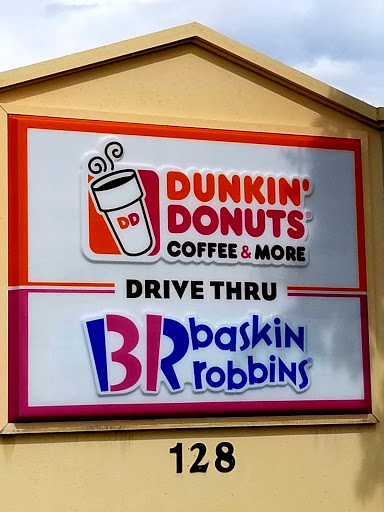 DD
DUNKIN'
DONUTS®
COFFEE & MORE
DRIVE THRU
BR baskin
robbins®
128